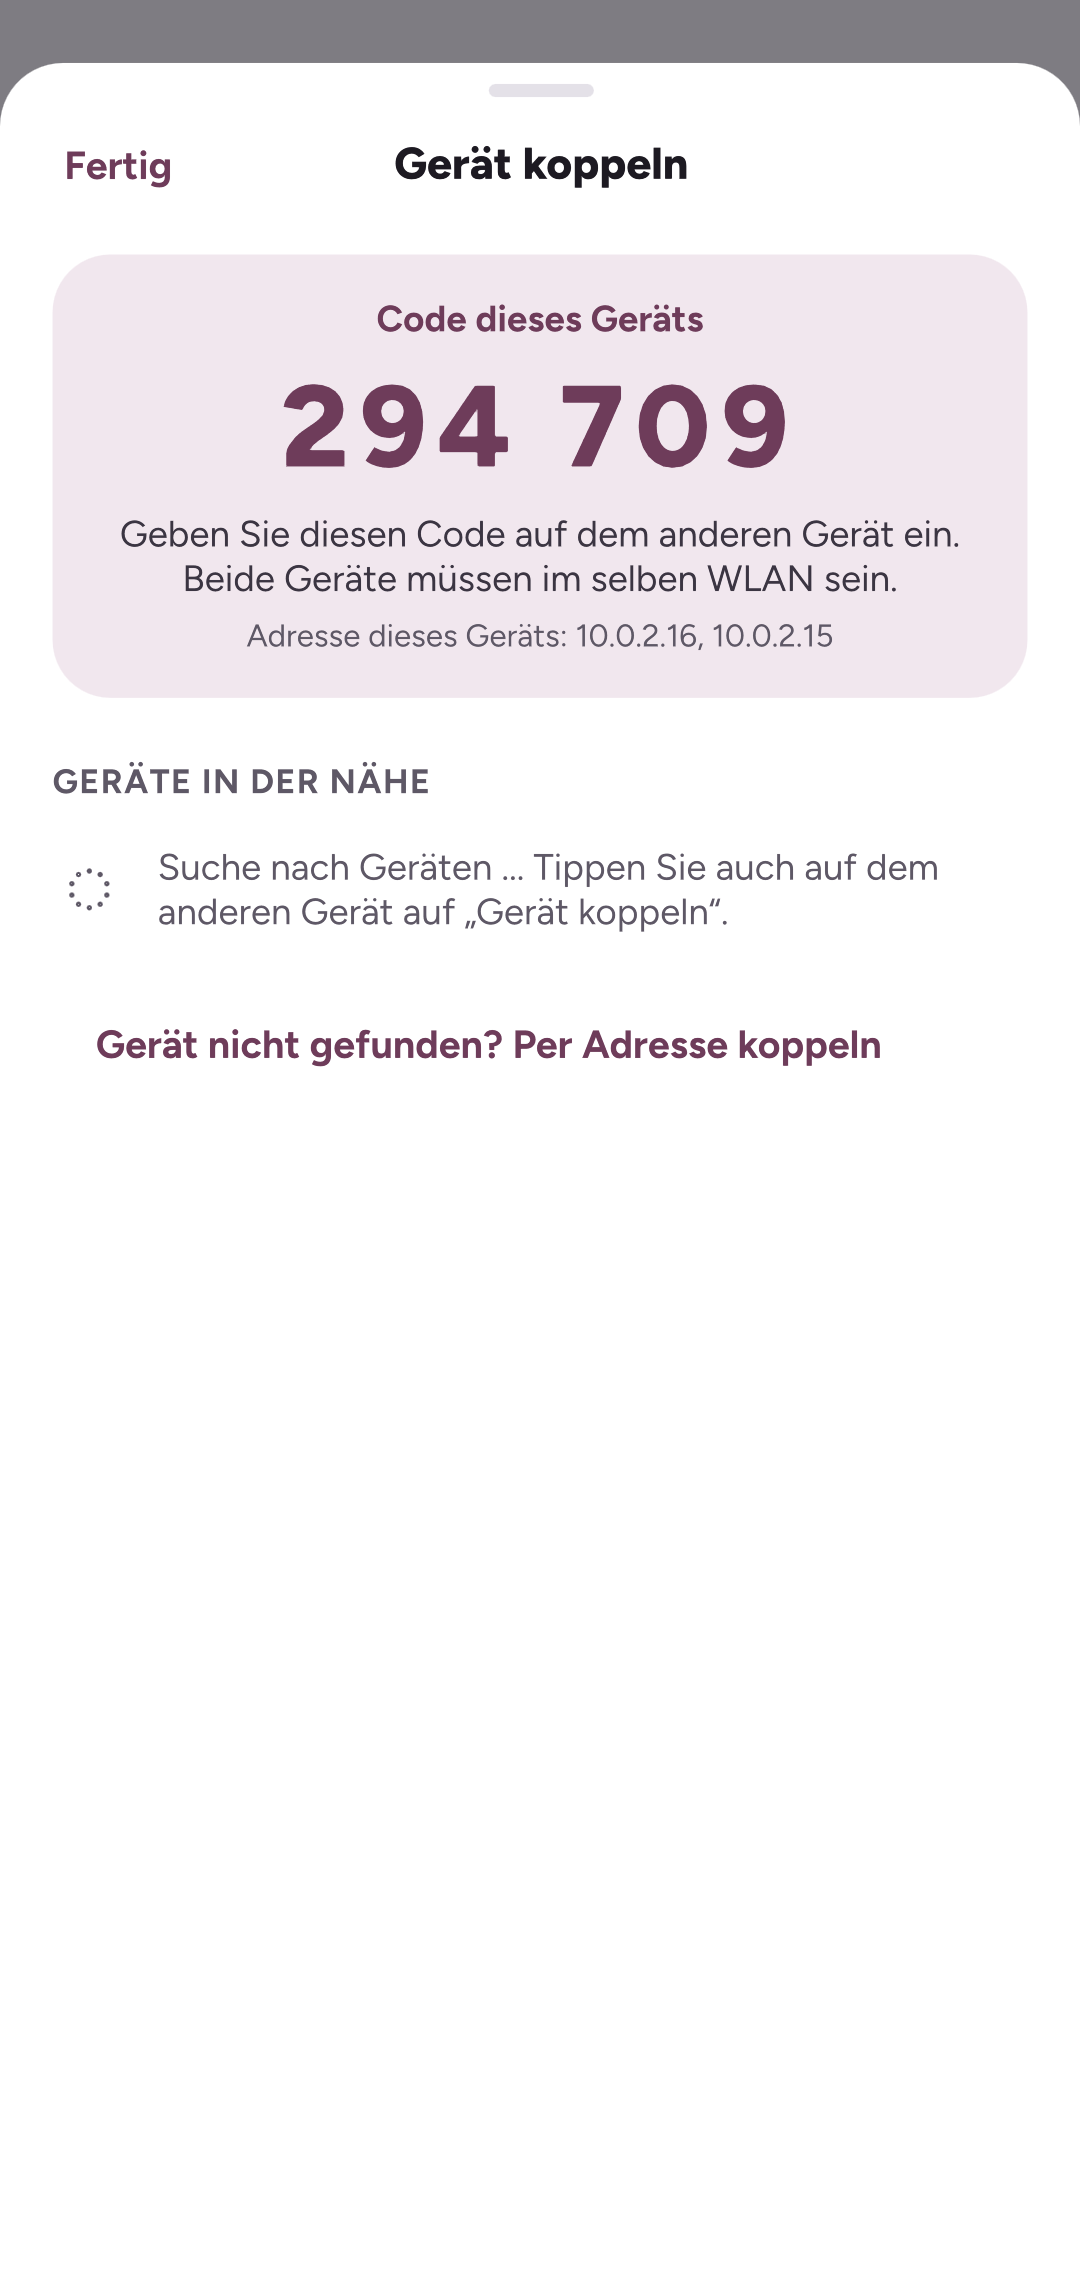 Fertig
Gerät koppeln
Code dieses Geräts
294 709
Geben Sie diesen Code auf dem anderen Gerät ein.
Beide Geräte müssen im selben WLAN sein.
Adresse dieses Geräts: 10.0.2.16, 10.0.2.15
GERÄTE IN DER NÄHE
Suche nach Geräten ... Tippen Sie auch auf dem
anderen Gerät auf „Gerät koppeln“.
Gerät nicht gefunden? Per Adresse koppeln